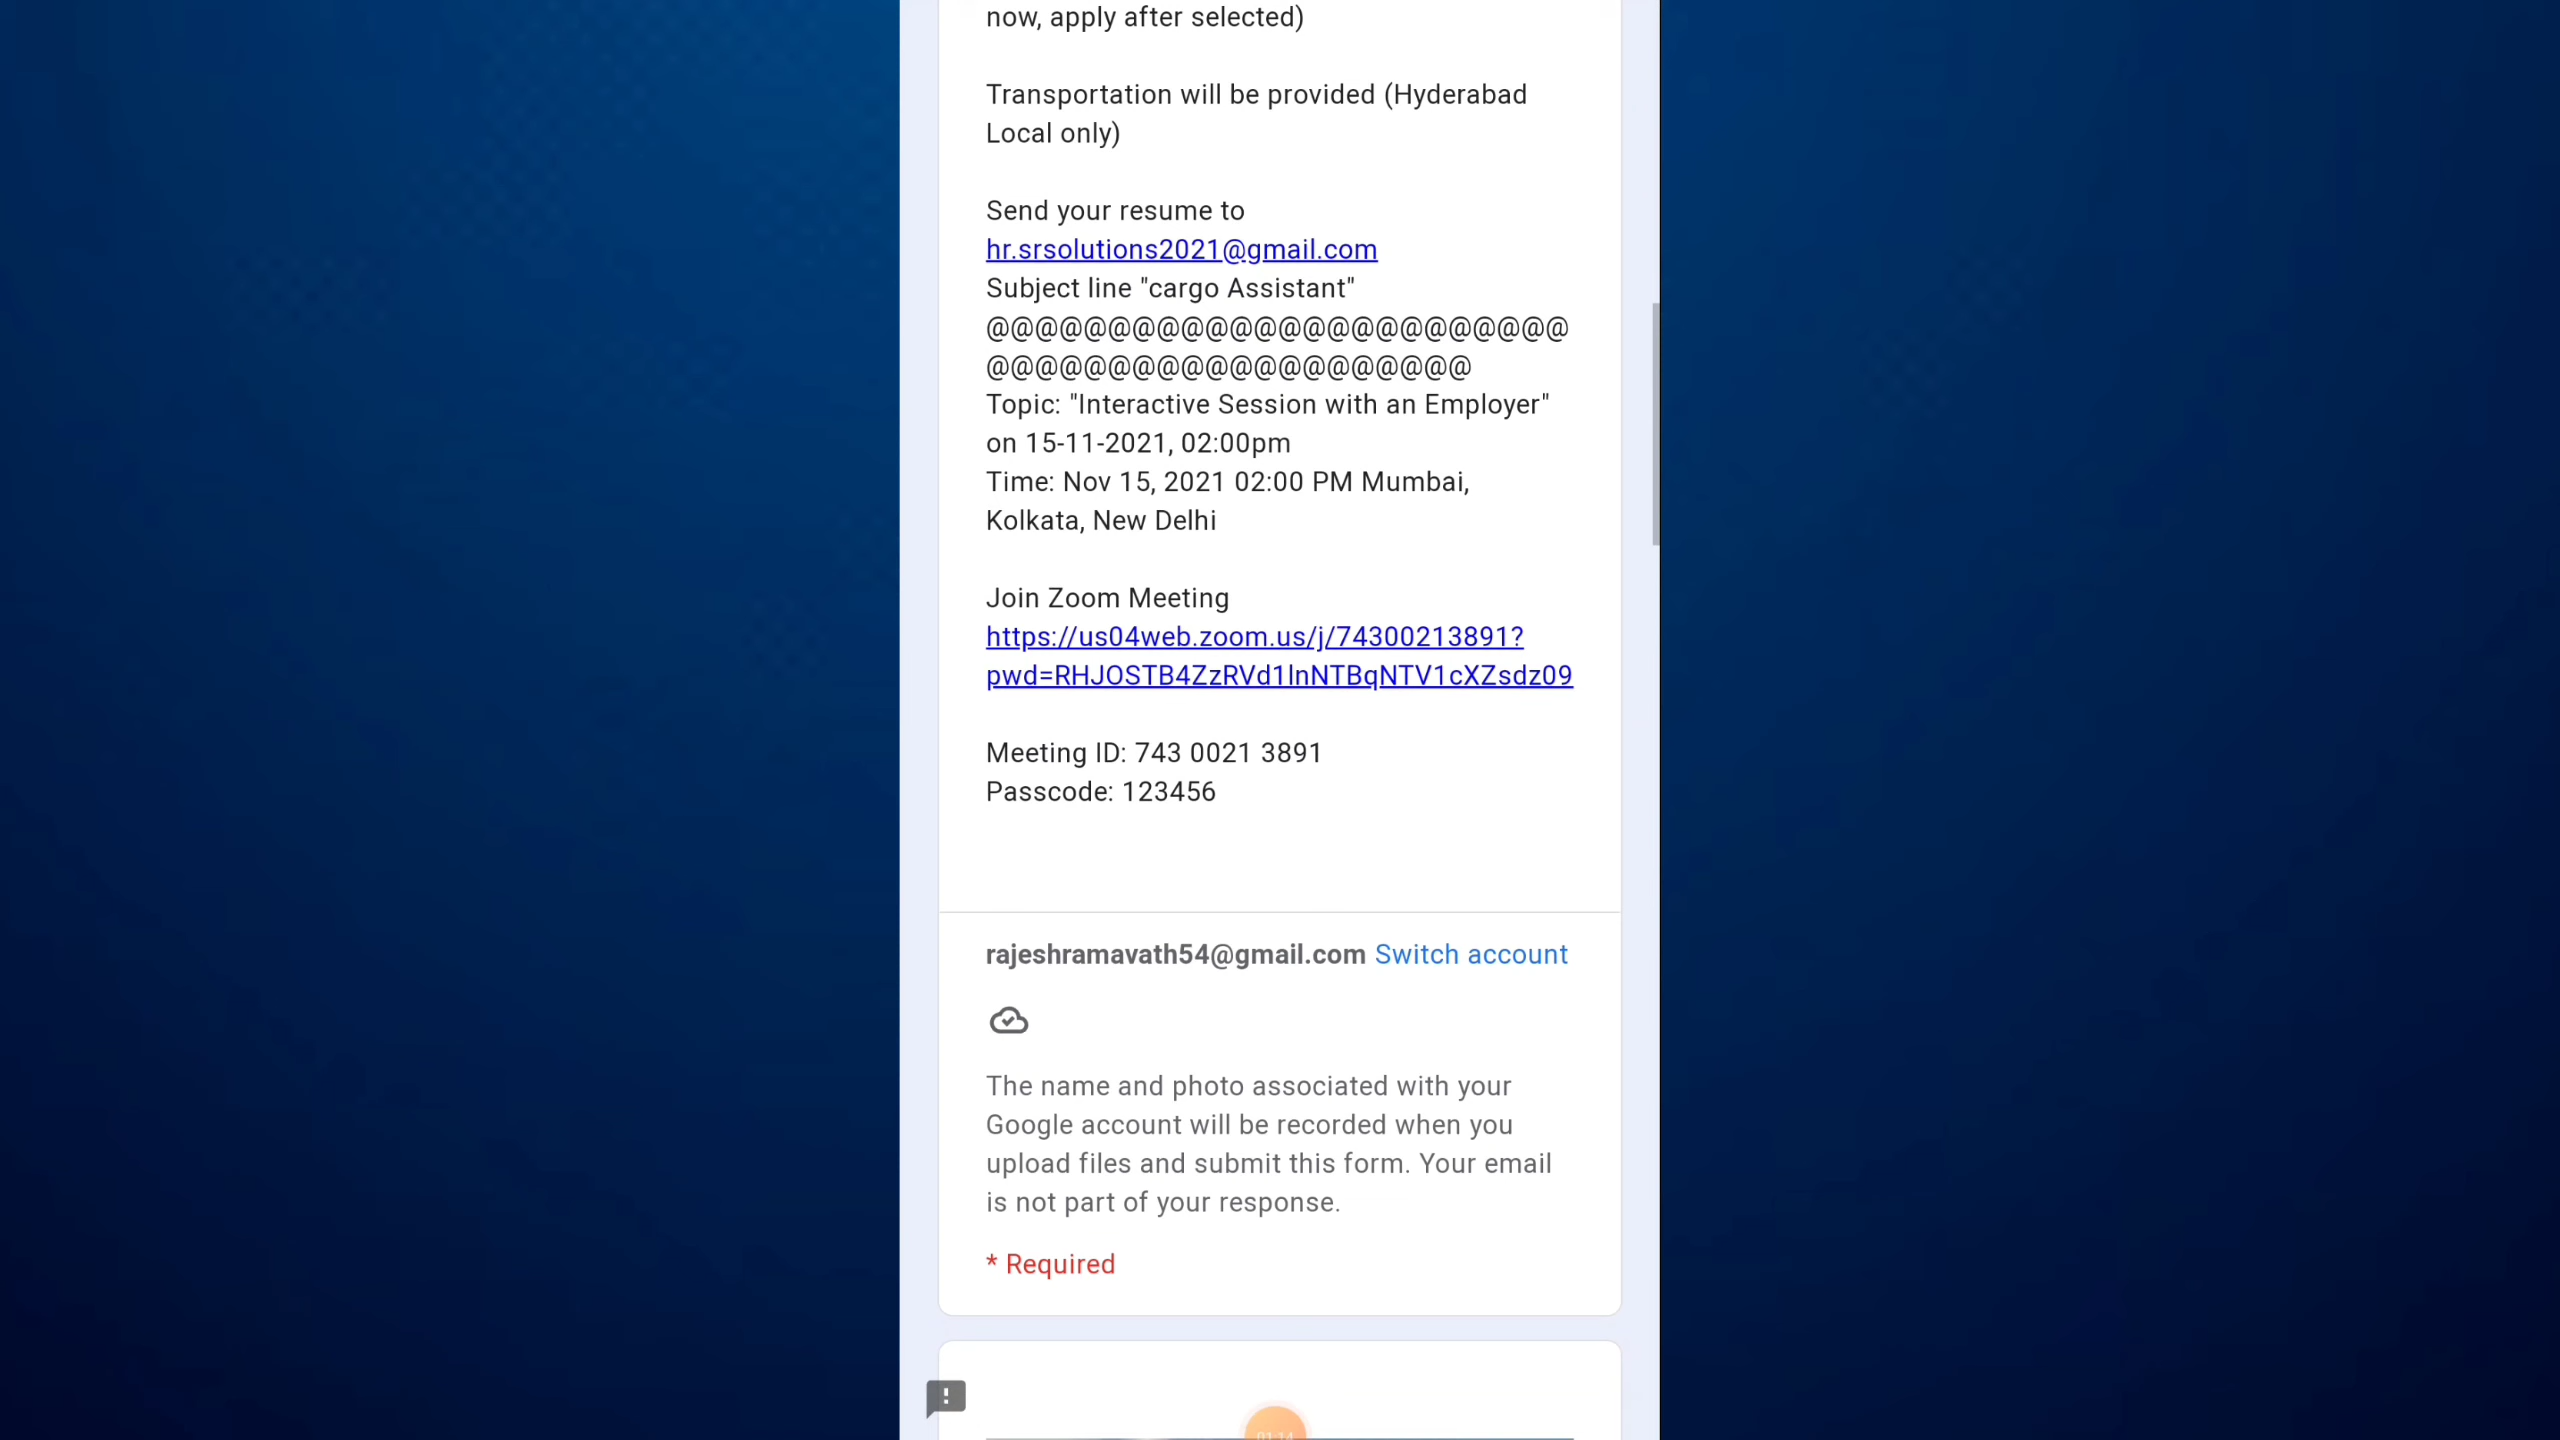 now, apply after selected)
Transportation will be provided (Hyderabad
Local only)
Send your resume to
hr.srsolutions2021@gmail.com
Subject line "cargo Assistant"
@@@@@@@@@@@@@@@@@@@@@@@@
@@@@@@@@@@@@@@@@@@@@
Topic: "Interactive Session with an Employer"
on 15-11-2021, 02:00pm
Time: Nov 15, 2021 02:00 PM Mumbai,
Kolkata, New Delhi
Join Zoom Meeting
https://us04web.zoom.us/j/74300213891?
pwd=RHJOSTB4ZzRVd1lnNTBqNTV1cXZsdz09
Meeting ID: 743 0021 3891
Passcode: 123456
rajeshramavath54@gmail.com Switch account
The name and photo associated with your
Google account will be recorded when you
upload files and submit this form. Your email
is not part of your response.
* Required
01:14